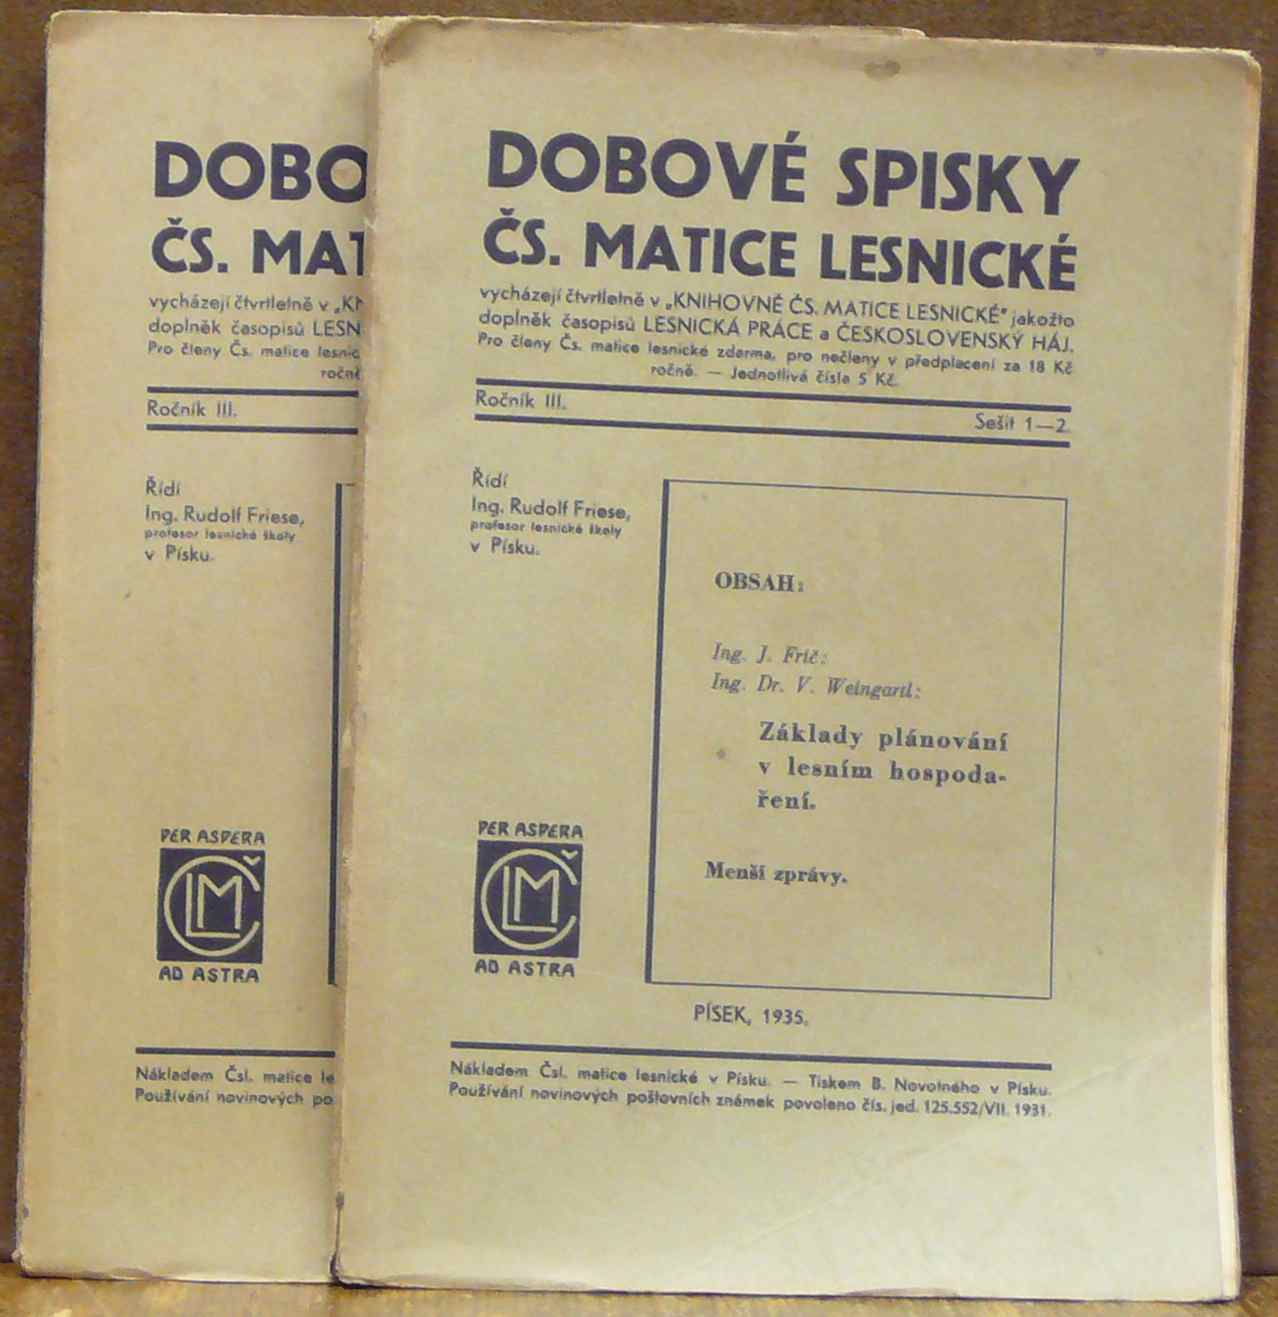 DOBO
ČS. MAT
vycházejí čtvrtletně v „KN
doplněk časopisů LESN
Pro členy Čs. matice lesnic
ročně
Ročník III.
Řídí
Ing. Rudolf Friese,
profesor lesnické školy
v Písku.
PER ASPERA
ČLM
AD ASTRA
Nákladem Čsl. matice le
Používání novinových po
DOBOVÉ SPISKY
ČS. MATICE LESNICKÉ
vycházejí čtvrtletně v „KNIHOVNĚ ČS. MATICE LESNICKÉ" jakožto
doplněk časopisů LESNICKÁ PRÁCE a ČESKOSLOVENSKÝ HÁJ.
Pro členy Čs. matice lesnické zdarma, pro nečleny v předplacení za 18 Kč
ročně. — Jednotlivá čísla 5 Kč.
Ročník III.
Sešit 1—2.
Řídí
Ing. Rudolf Friese,
profesor lesnické školy
v Písku.
OBSAH:
Ing. J. Frič:
Ing. Dr. V. Weingartl:
Základy plánování
v lesním hospoda-
ření.
Menší zprávy.
PER ASPERA
ČLM
AD ASTRA
PÍSEK, 1935.
Nákladem Čsl. matice lesnické v Písku. — Tiskem B. Novotného v Písku.
Používání novinových poštovních známek povoleno čís. jed. 125.552/VII. 1931.